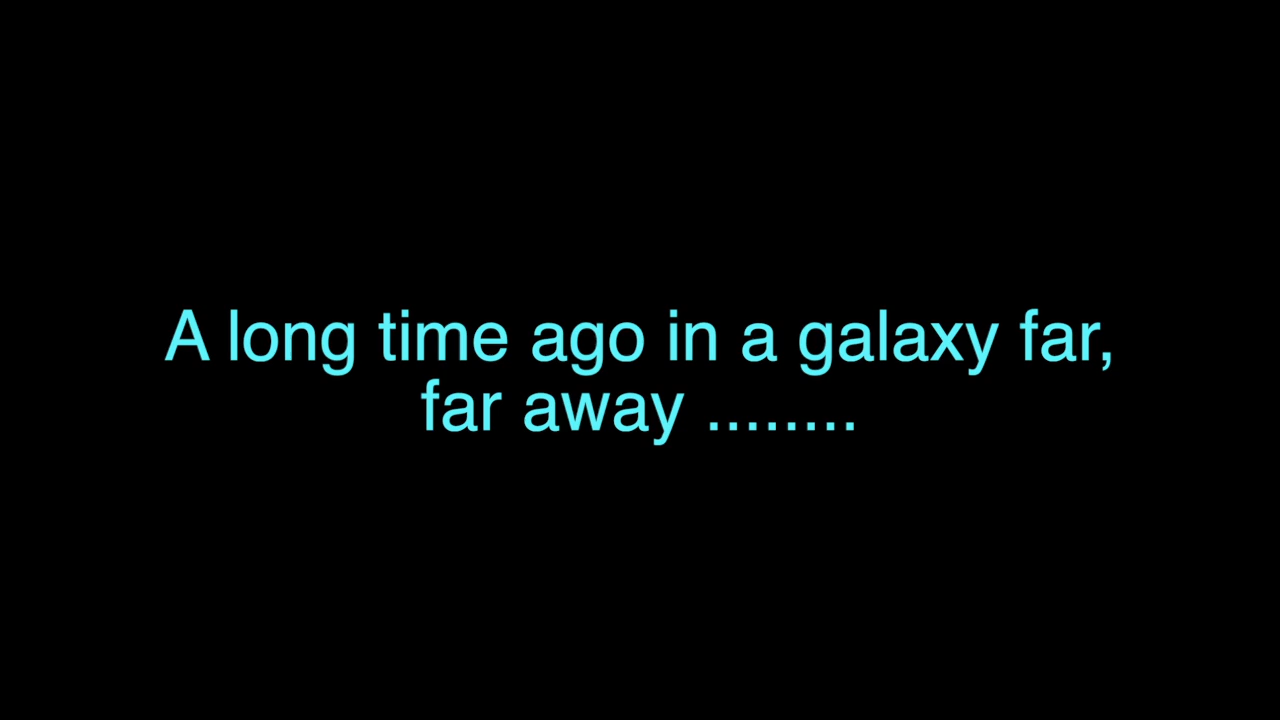 A long time ago in a galaxy far,
far away ........